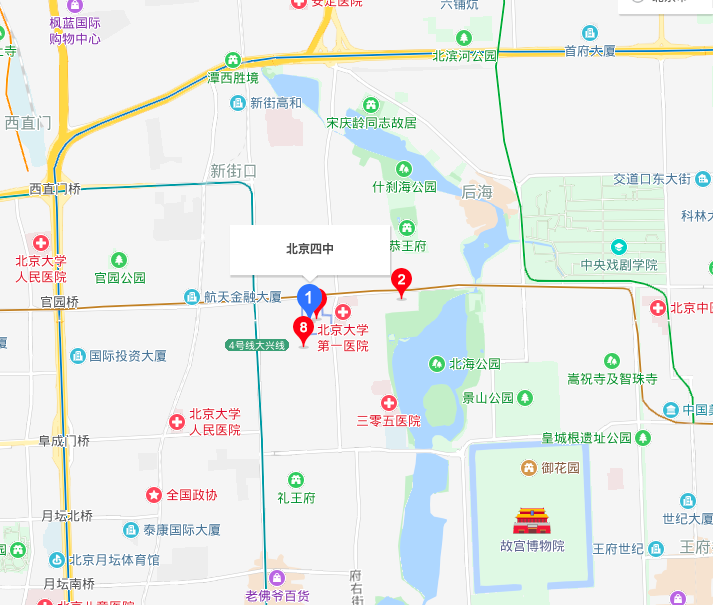 安定医院
六铺炕
枫蓝国际
购物中心
北滨河公园
首府大厦
潭西胜境
新街高和
西直门
宋庆龄同志故居
新街口
交道口东大街
西直门桥
什刹海公园
后海
科林大
北京四中
恭王府
北京大学
人民医院
官园公园
中央戏剧学院
2
官园桥
航天金融大厦
1
北京中医
8
北京大学
第一医院
4号线大兴线
国际投资大厦
北海公园
嵩祝寺及智珠寺
景山公园
北京大学
人民医院
三零五医院
中国美
阜成门桥
皇城根遗址公园
御花园
全国政协
礼王府
月坛北桥
泰康国际大厦
世纪大厦
故宫博物院
王府世纪
王府
北京月坛体育馆
月坛南桥
老佛爷百货
府右街